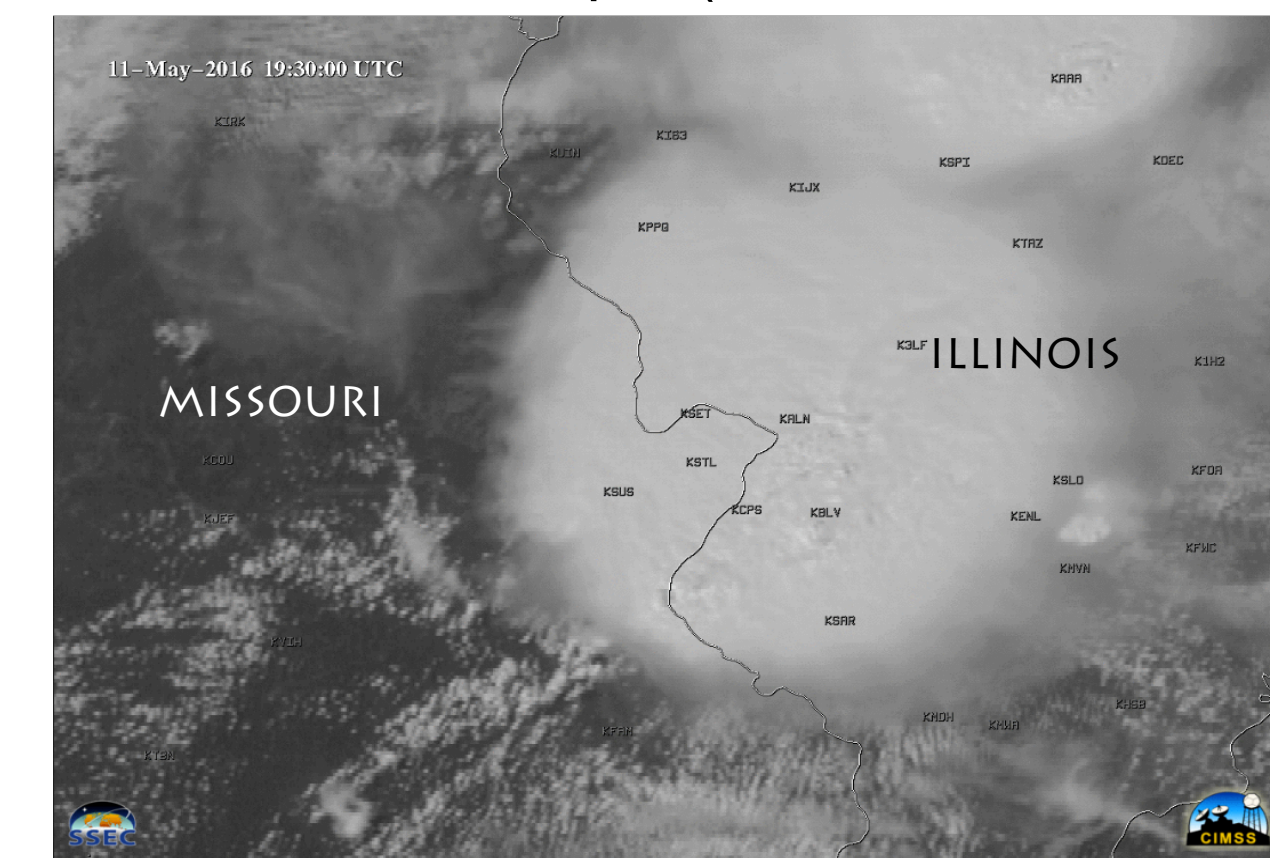 11-May-2016 19:30:00 UTC
KAAA
KIRK
KI63
KUIN
KSPI
KDEC
KIJX
KPPQ
KTAZ
K3LF
ILLINOIS
K1H2
MISSOURI
KSET
KALN
KCOU
KSTL
KFOA
KSLO
KSUS
KCPS
KBLV
KENL
KJEF
KFWC
KMVN
KSAR
KVIH
KHSB
KMDH
KMWA
KFAM
KTBN
SSEC
CIMSS